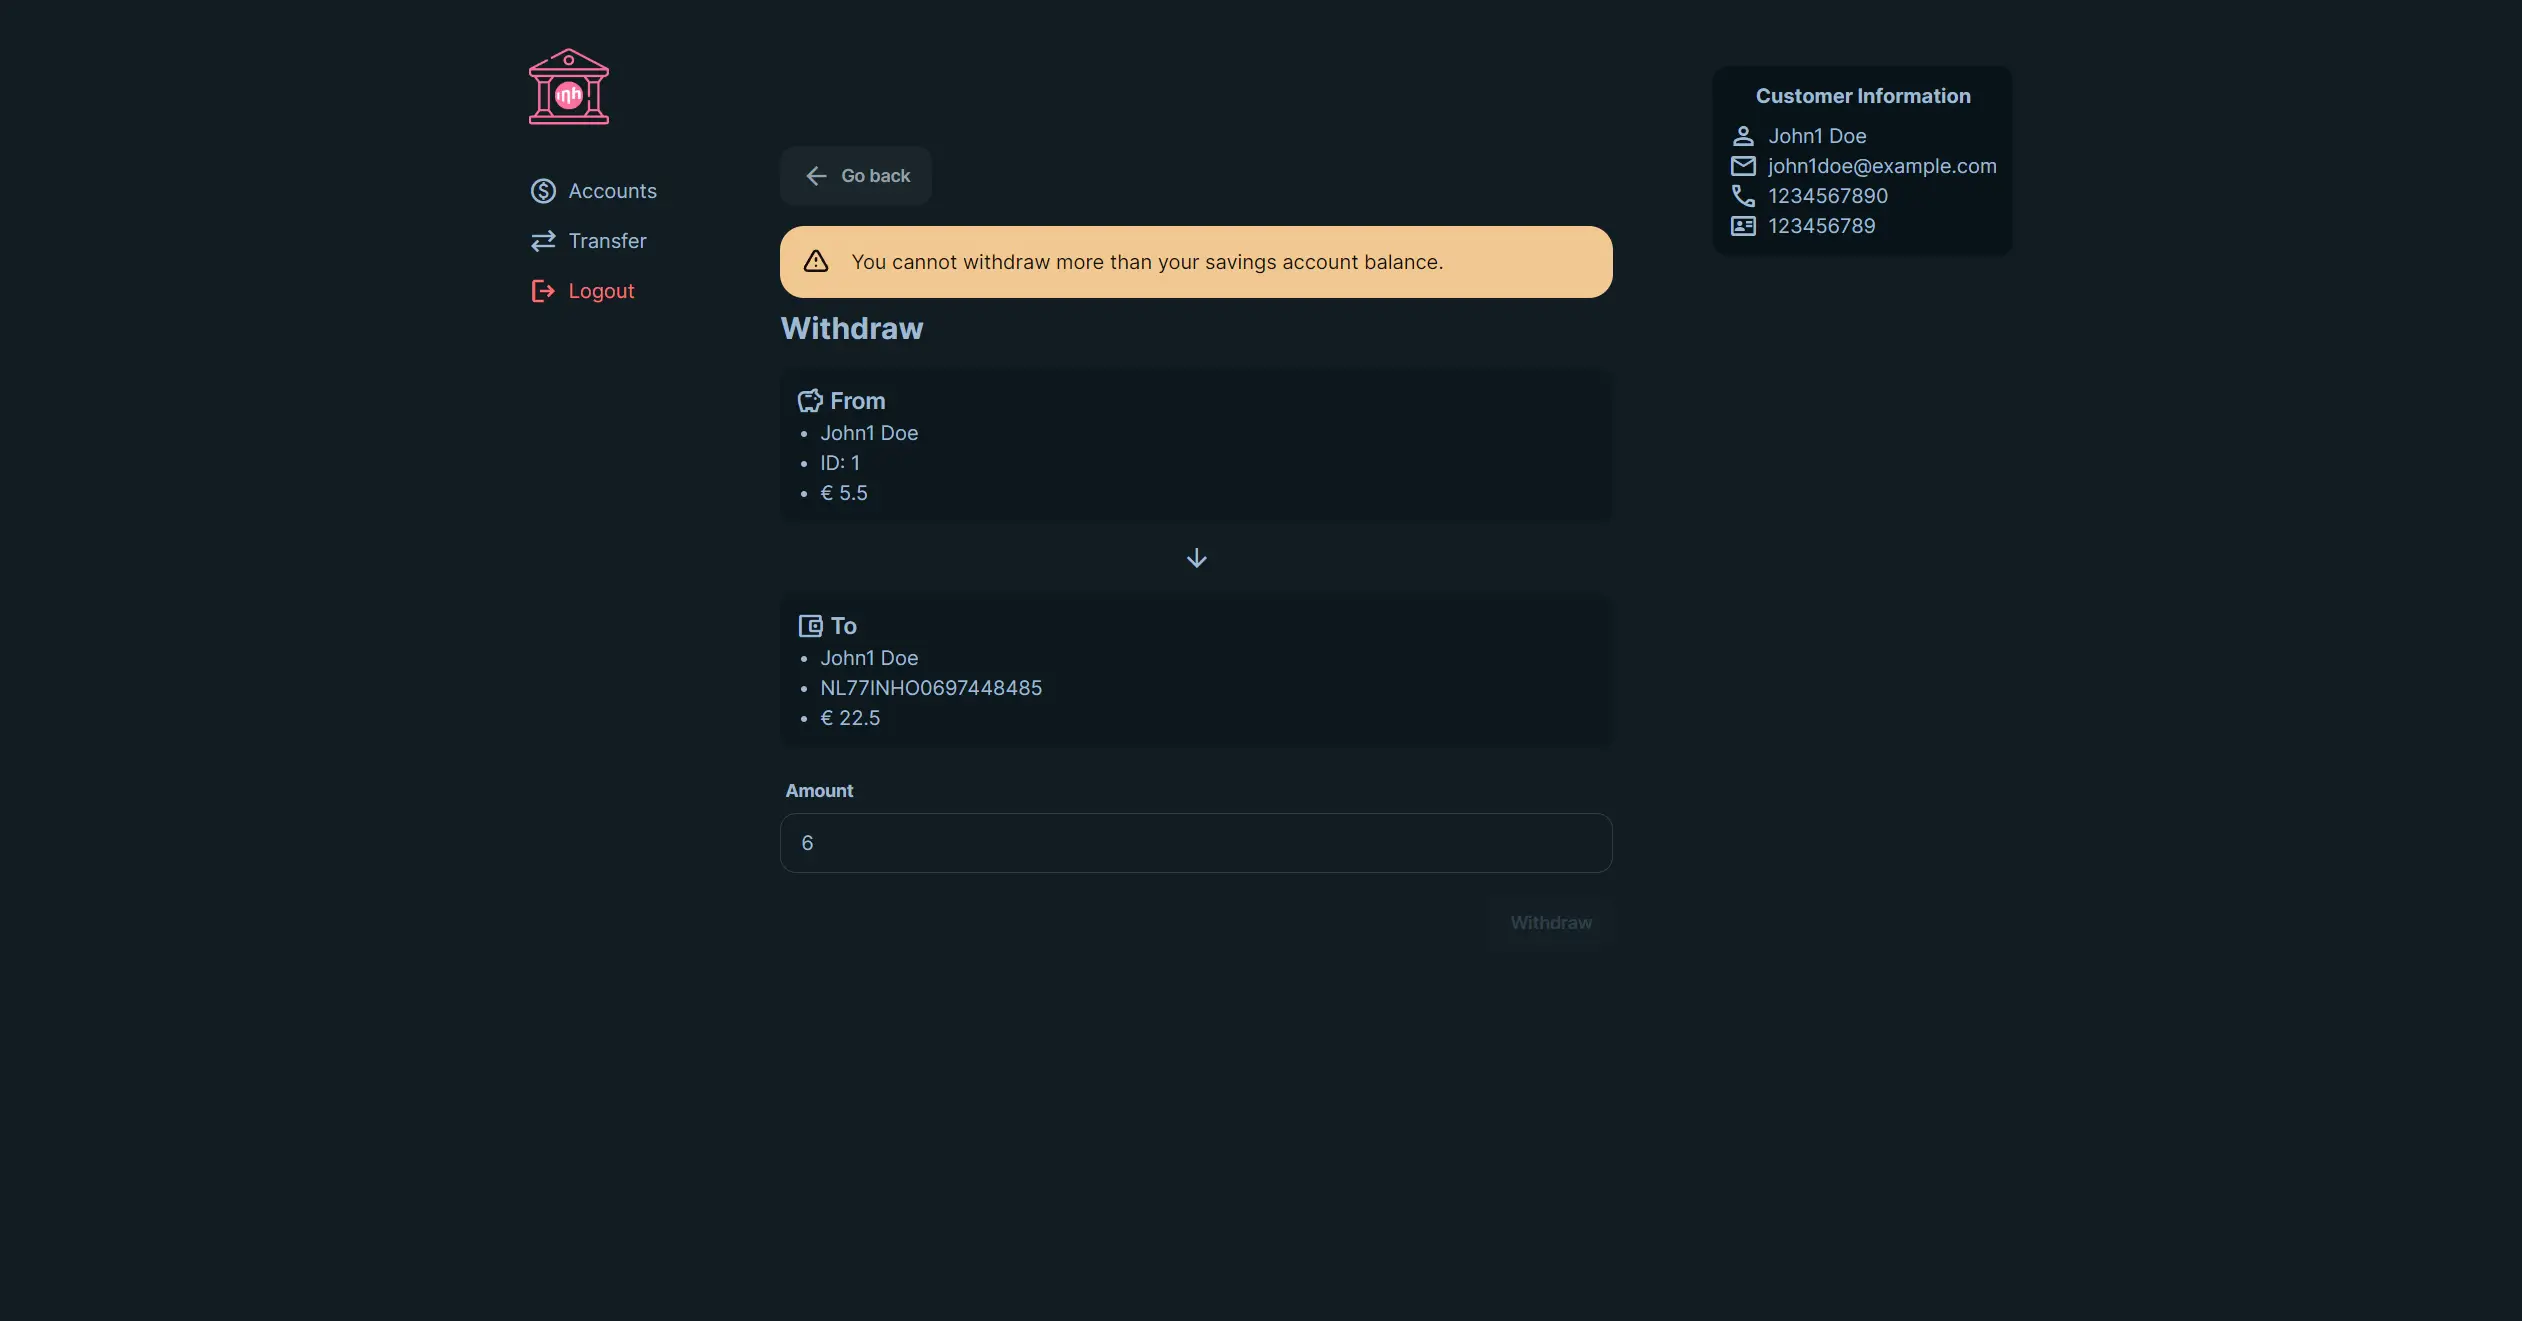 inh
Accounts
Transfer
Logout
Go back
You cannot withdraw more than your savings account balance.
Withdraw
From
John1 Doe
ID: 1
€ 5.5
To
John1 Doe
NL77INHO0697448485
€ 22.5
Amount
6
Withdraw
Customer Information
John1 Doe
john1doe@example.com
1234567890
123456789